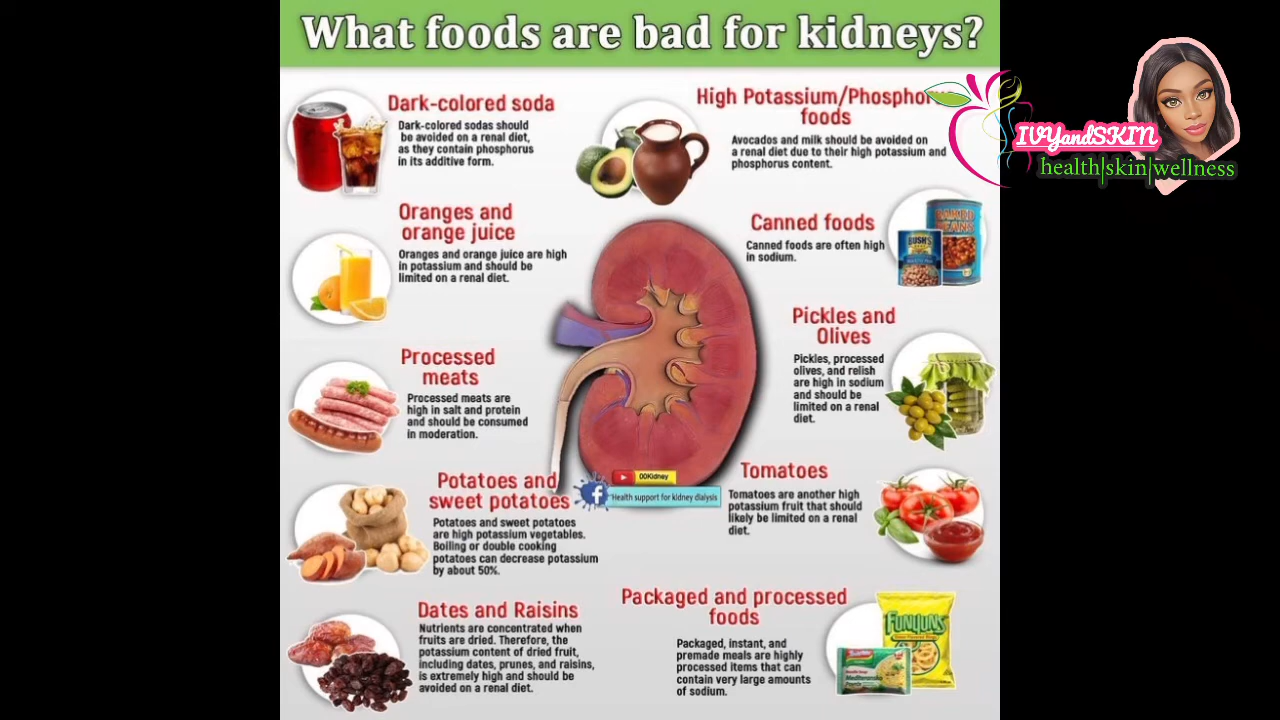 What foods are bad for kidneys?
Dark-colored soda
Dark-colored sodas should
be avoided on a renal diet,
as they contain phosphorus
in its additive form.
High Potassium/Phosphor
foods
Avocados and milk should be avoided on
a renal diet due to their high potassium and
phosphorus content.
IVYandSKIN
health|skin|wellness
Oranges and
orange juice
Oranges and orange juice are high
in potassium and should be
limited on a renal diet.
Canned foods
Canned foods are often high
in sodium.
BAKED
BEANS
BUSH'S
Processed
meats
Processed meats are
high in salt and protein
and should be consumed
in moderation.
Pickles and
Olives
Pickles, processed
olives, and relish
are high in sodium
and should be
limited on a renal
diet.
Potatoes and
sweet potatoes
Potatoes and sweet potatoes
are high potassium vegetables.
Boiling or double cooking
potatoes can decrease potassium
by about 50%.
00Kidney
Health support for kidney dialysis
Tomatoes
Tomatoes are another high
potassium fruit that should
likely be limited on a renal
diet.
Dates and Raisins
Nutrients are concentrated when
fruits are dried. Therefore, the
potassium content of dried fruit,
including dates, prunes, and raisins,
is extremely high and should be
avoided on a renal diet.
Packaged and processed
foods
Packaged, instant, and
premade meals are highly
processed items that can
contain very large amounts
of sodium.
FUNYUNS